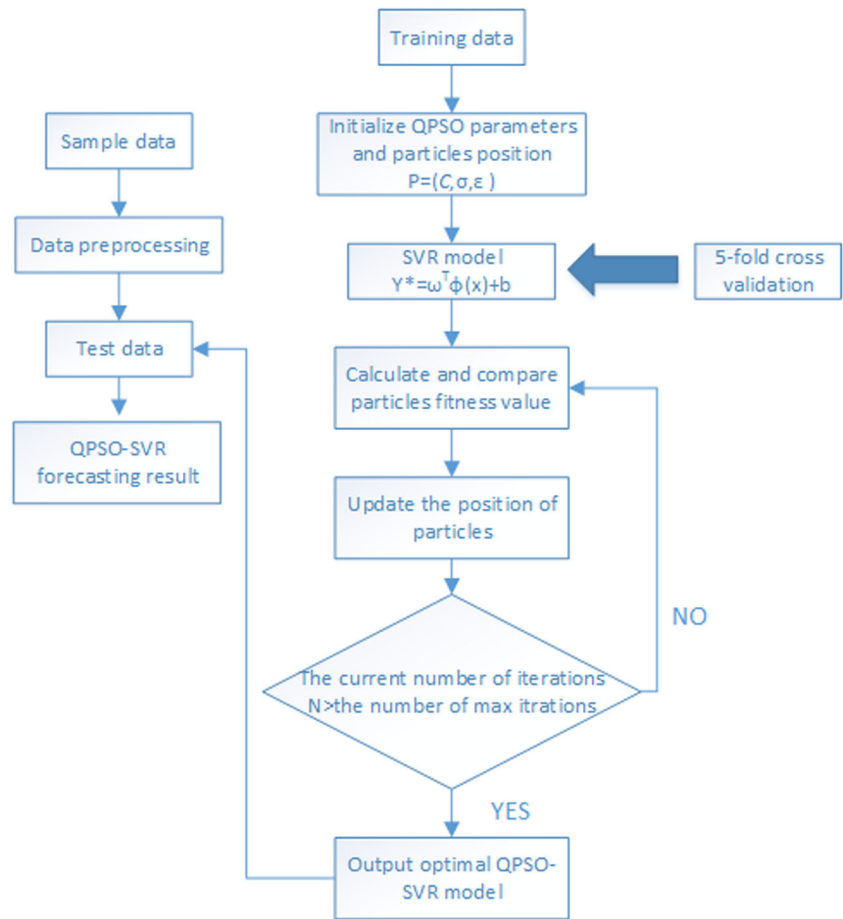 Training data
Initialize QPSO parameters
and particles position
P=(C,σ,ε )
SVR model
Y*=ωᵀϕ(x)+b
5-fold cross
validation
Calculate and compare
particles fitness value
Update the position of
particles
The current number of iterations
N>the number of max itrations
NO
YES
Output optimal QPSO-
SVR model
Sample data
Data preprocessing
Test data
QPSO-SVR
forecasting result